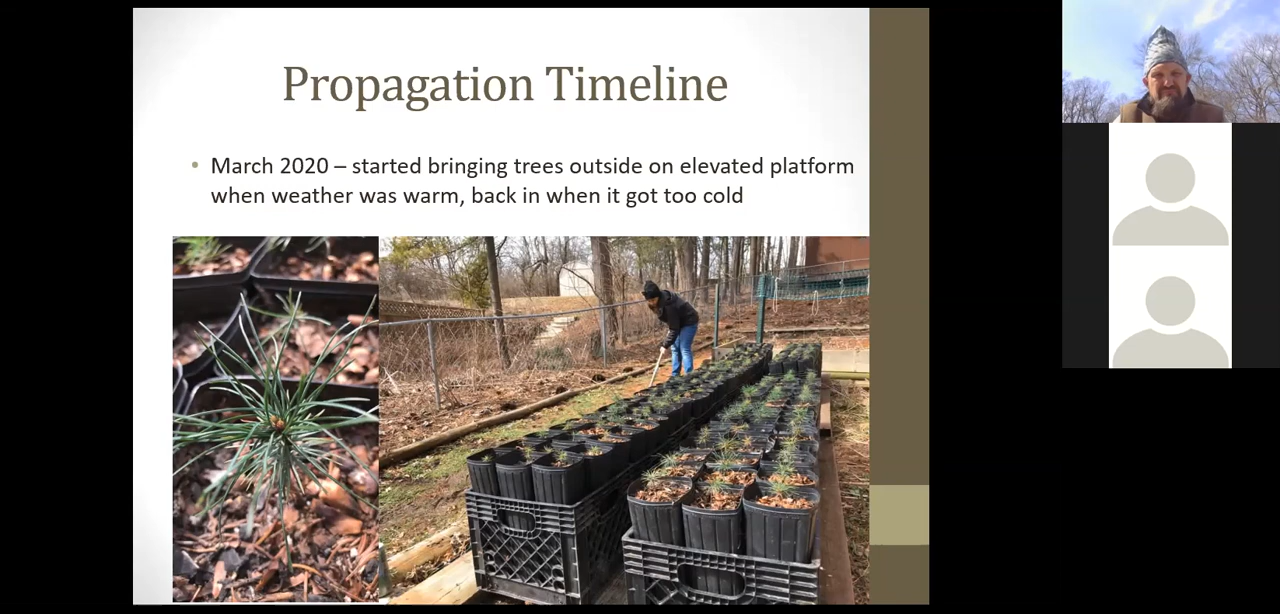 Propagation Timeline
• March 2020 – started bringing trees outside on elevated platform
when weather was warm, back in when it got too cold